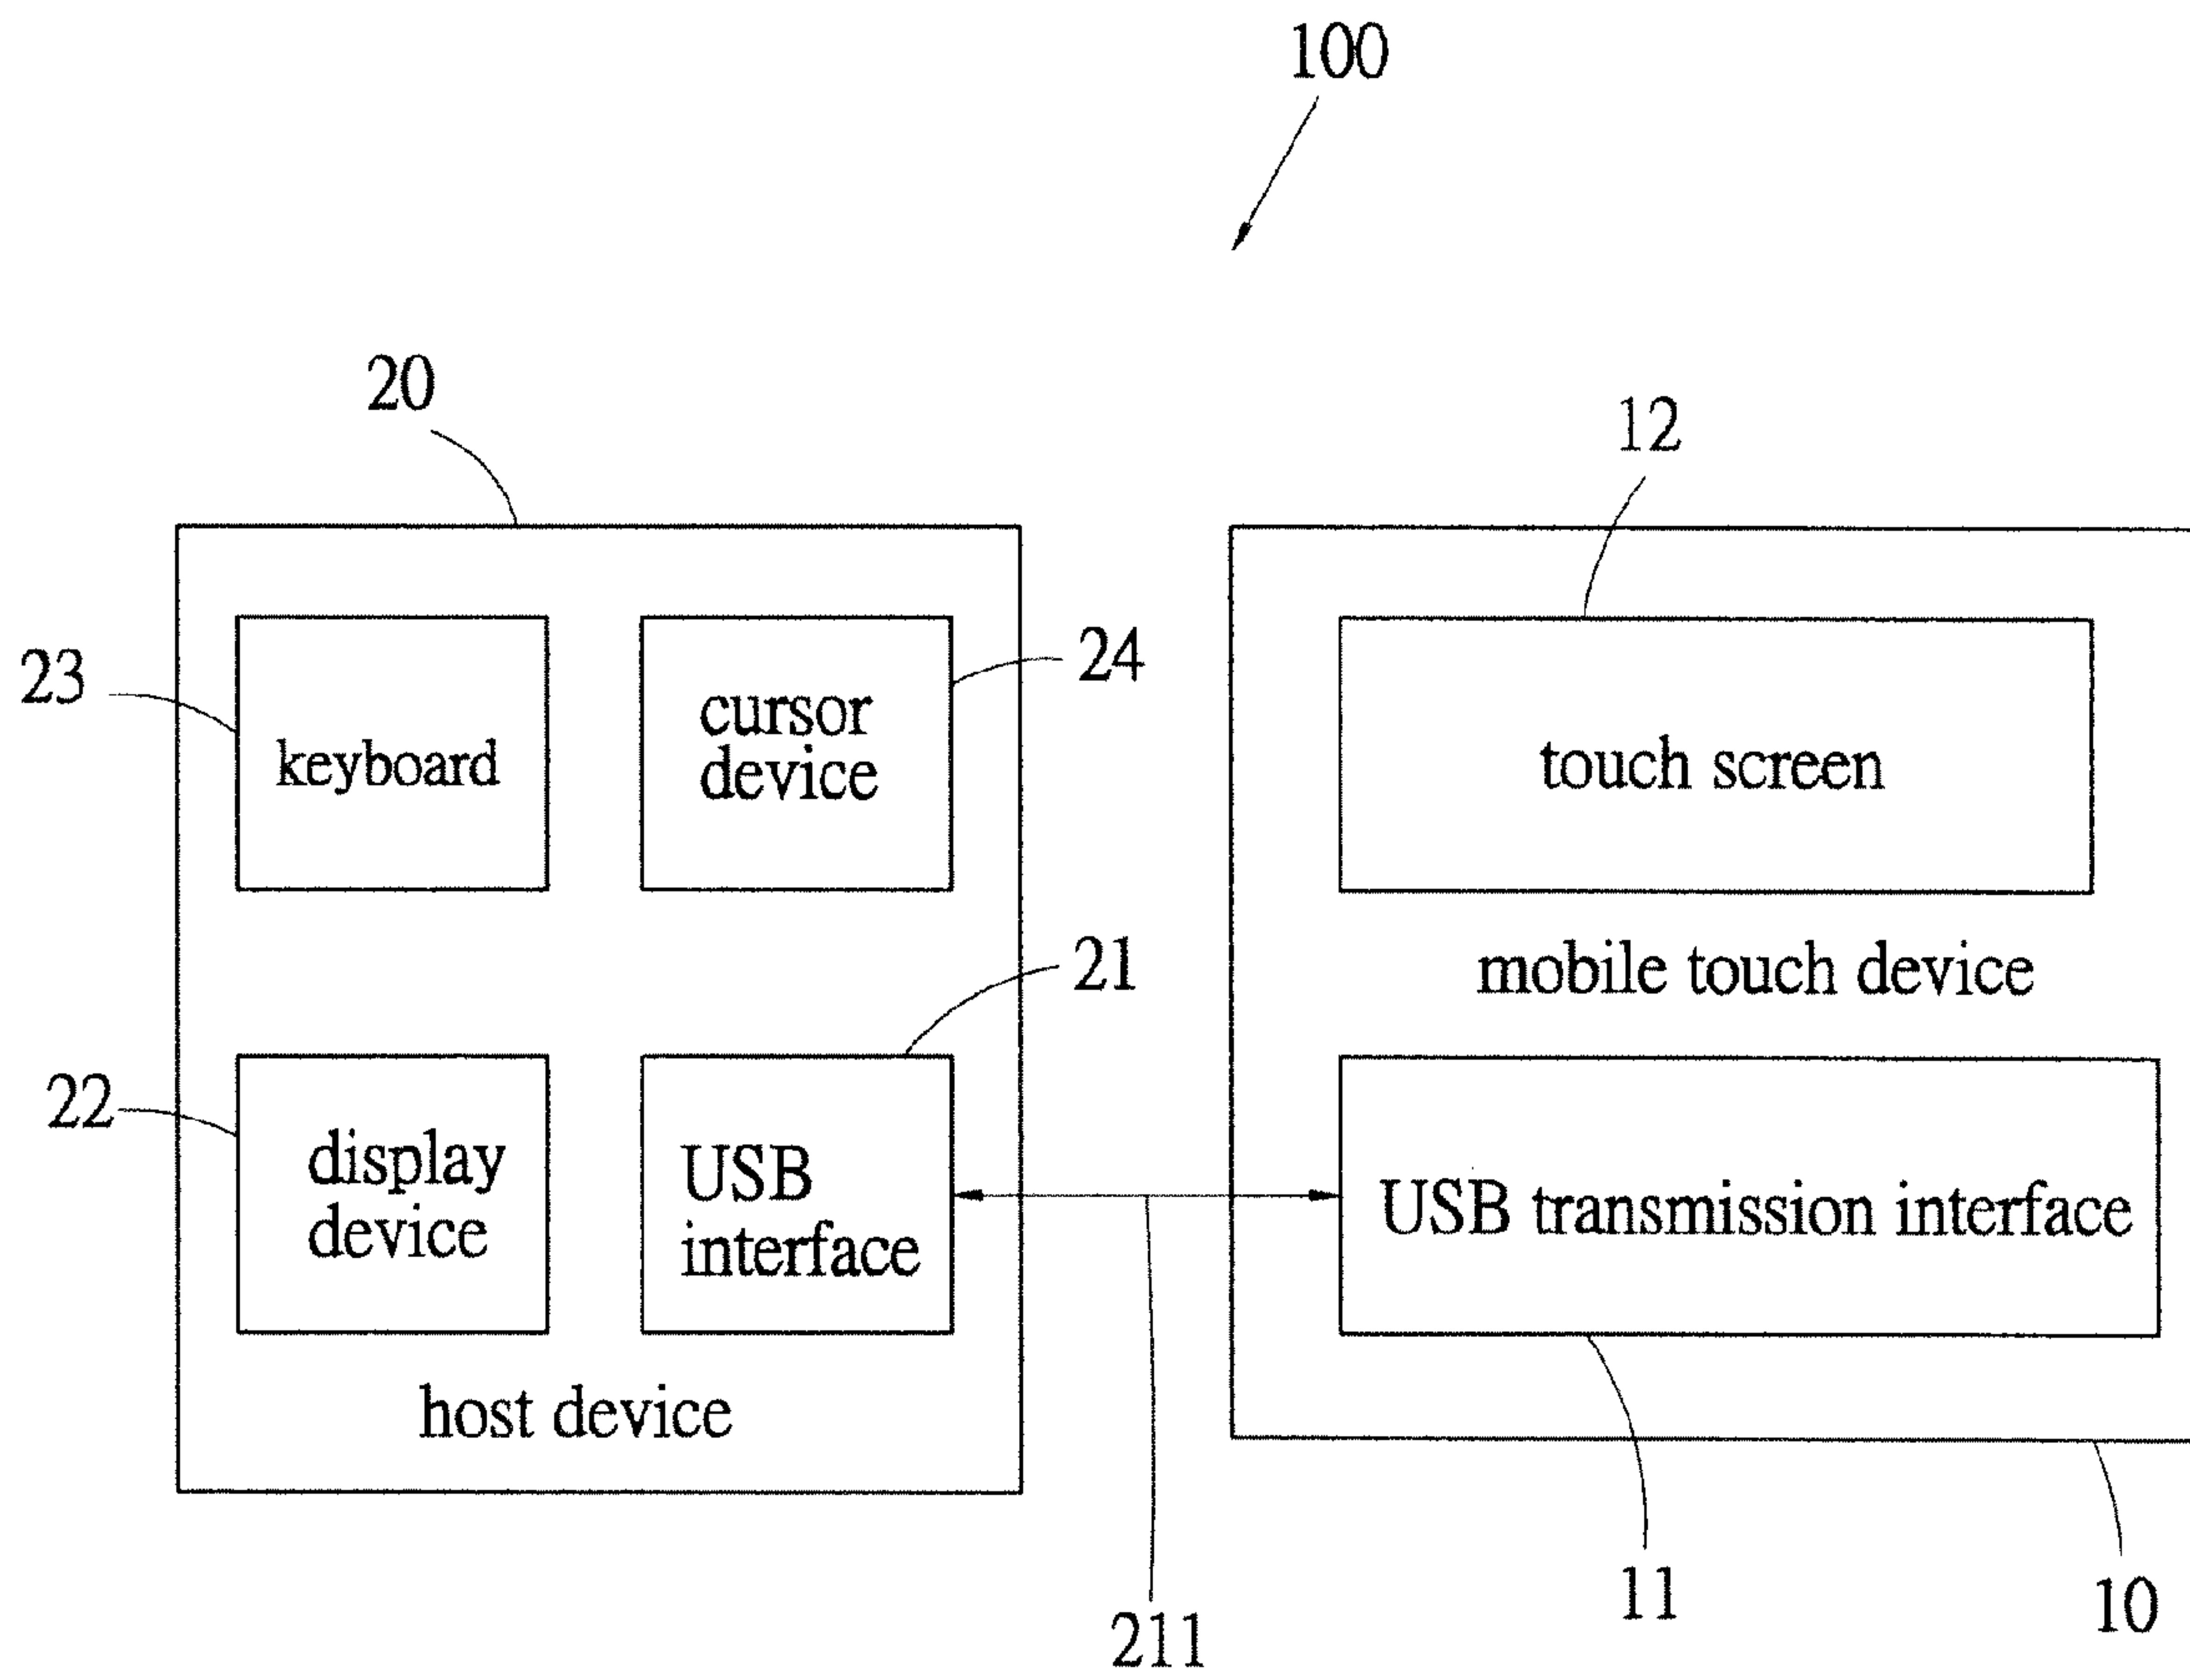 100
20
12
23
keyboard
cursor
device
24
touch screen
21
mobile touch device
22
display
device
USB
interface
USB transmission interface
host device
211
11
10